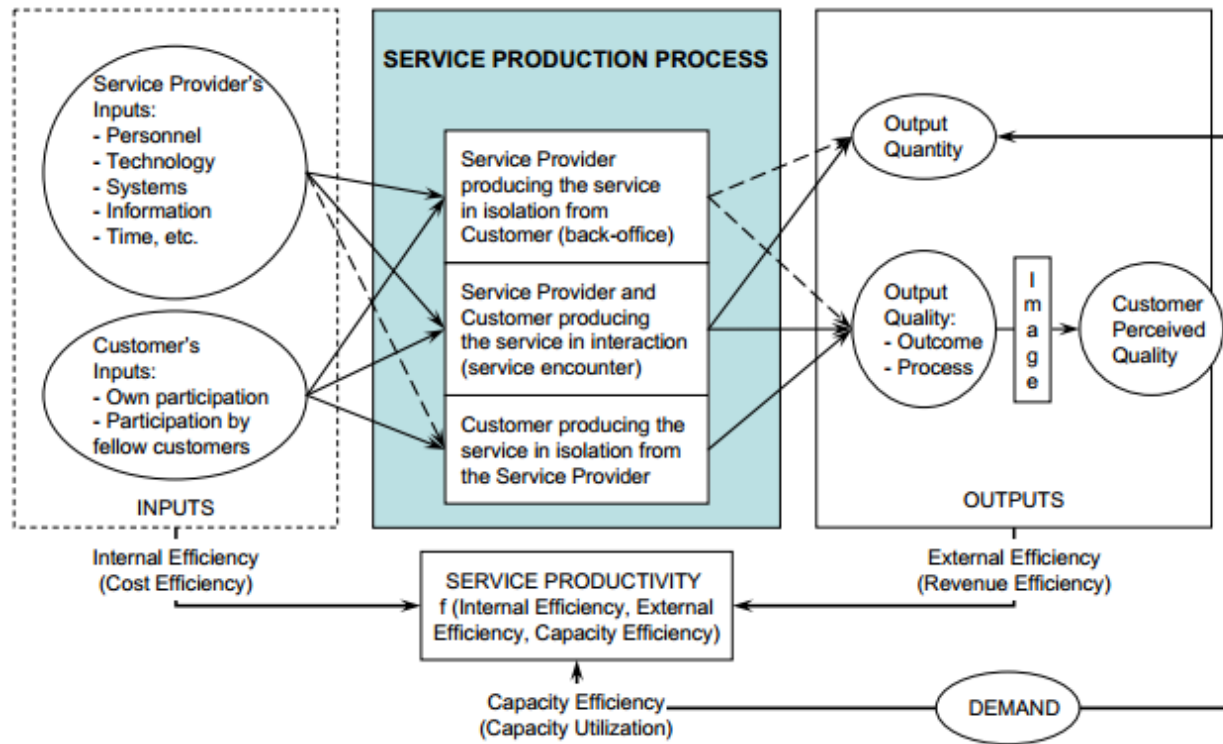 Service Provider's
Inputs:
- Personnel
- Technology
- Systems
- Information
- Time, etc.
Customer's
Inputs:
- Own participation
- Participation by
fellow customers
INPUTS
SERVICE PRODUCTION PROCESS
Service Provider
producing the service
in isolation from
Customer (back-office)
Service Provider and
Customer producing
the service in interaction
(service encounter)
Customer producing the
service in isolation from
the Service Provider
Output
Quantity
Output
Quality:
- Outcome
- Process
Image
Customer
Perceived
Quality
OUTPUTS
Internal Efficiency
(Cost Efficiency)
SERVICE PRODUCTIVITY
f (Internal Efficiency, External
Efficiency, Capacity Efficiency)
External Efficiency
(Revenue Efficiency)
Capacity Efficiency
(Capacity Utilization)
DEMAND